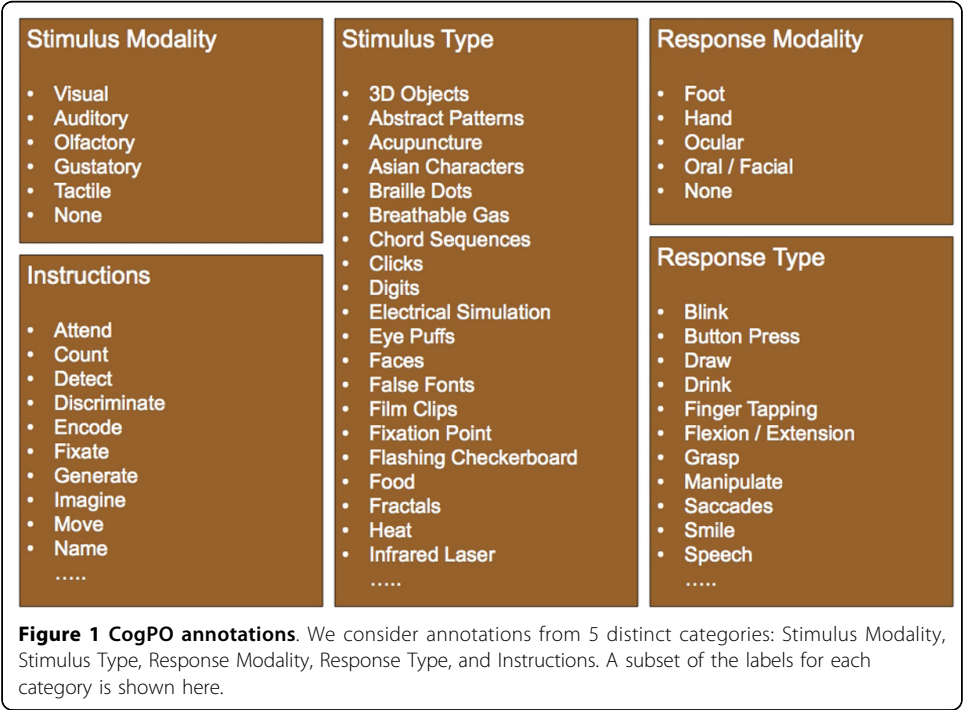 Stimulus Modality
• Visual
• Auditory
• Olfactory
• Gustatory
• Tactile
• None
Instructions
• Attend
• Count
• Detect
• Discriminate
• Encode
• Fixate
• Generate
• Imagine
• Move
• Name
.....
Stimulus Type
• 3D Objects
• Abstract Patterns
• Acupuncture
• Asian Characters
• Braille Dots
• Breathable Gas
• Chord Sequences
• Clicks
• Digits
• Electrical Simulation
• Eye Puffs
• Faces
• False Fonts
• Film Clips
• Fixation Point
• Flashing Checkerboard
• Food
• Fractals
• Heat
• Infrared Laser
.....
Response Modality
• Foot
• Hand
• Ocular
• Oral / Facial
• None
Response Type
• Blink
• Button Press
• Draw
• Drink
• Finger Tapping
• Flexion / Extension
• Grasp
• Manipulate
• Saccades
• Smile
• Speech
.....
Figure 1 CogPO annotations. We consider annotations from 5 distinct categories: Stimulus Modality,
Stimulus Type, Response Modality, Response Type, and Instructions. A subset of the labels for each
category is shown here.